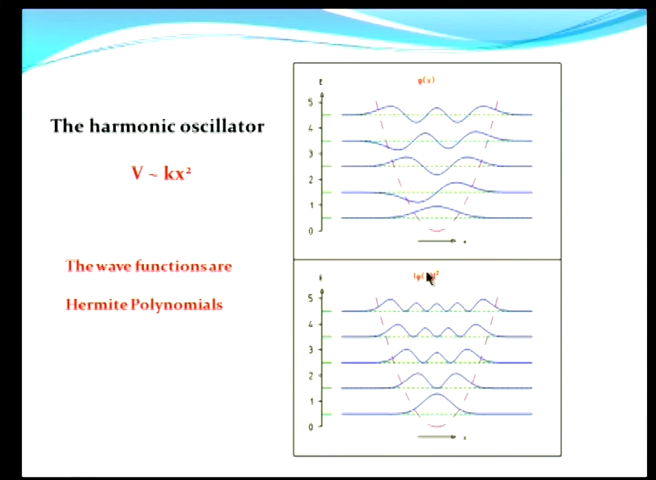 The harmonic oscillator
V ~ kx²
The wave functions are
Hermite Polynomials
E
φ(x)
5
4
3
2
1
0
x
5
4
3
2
1
0
x